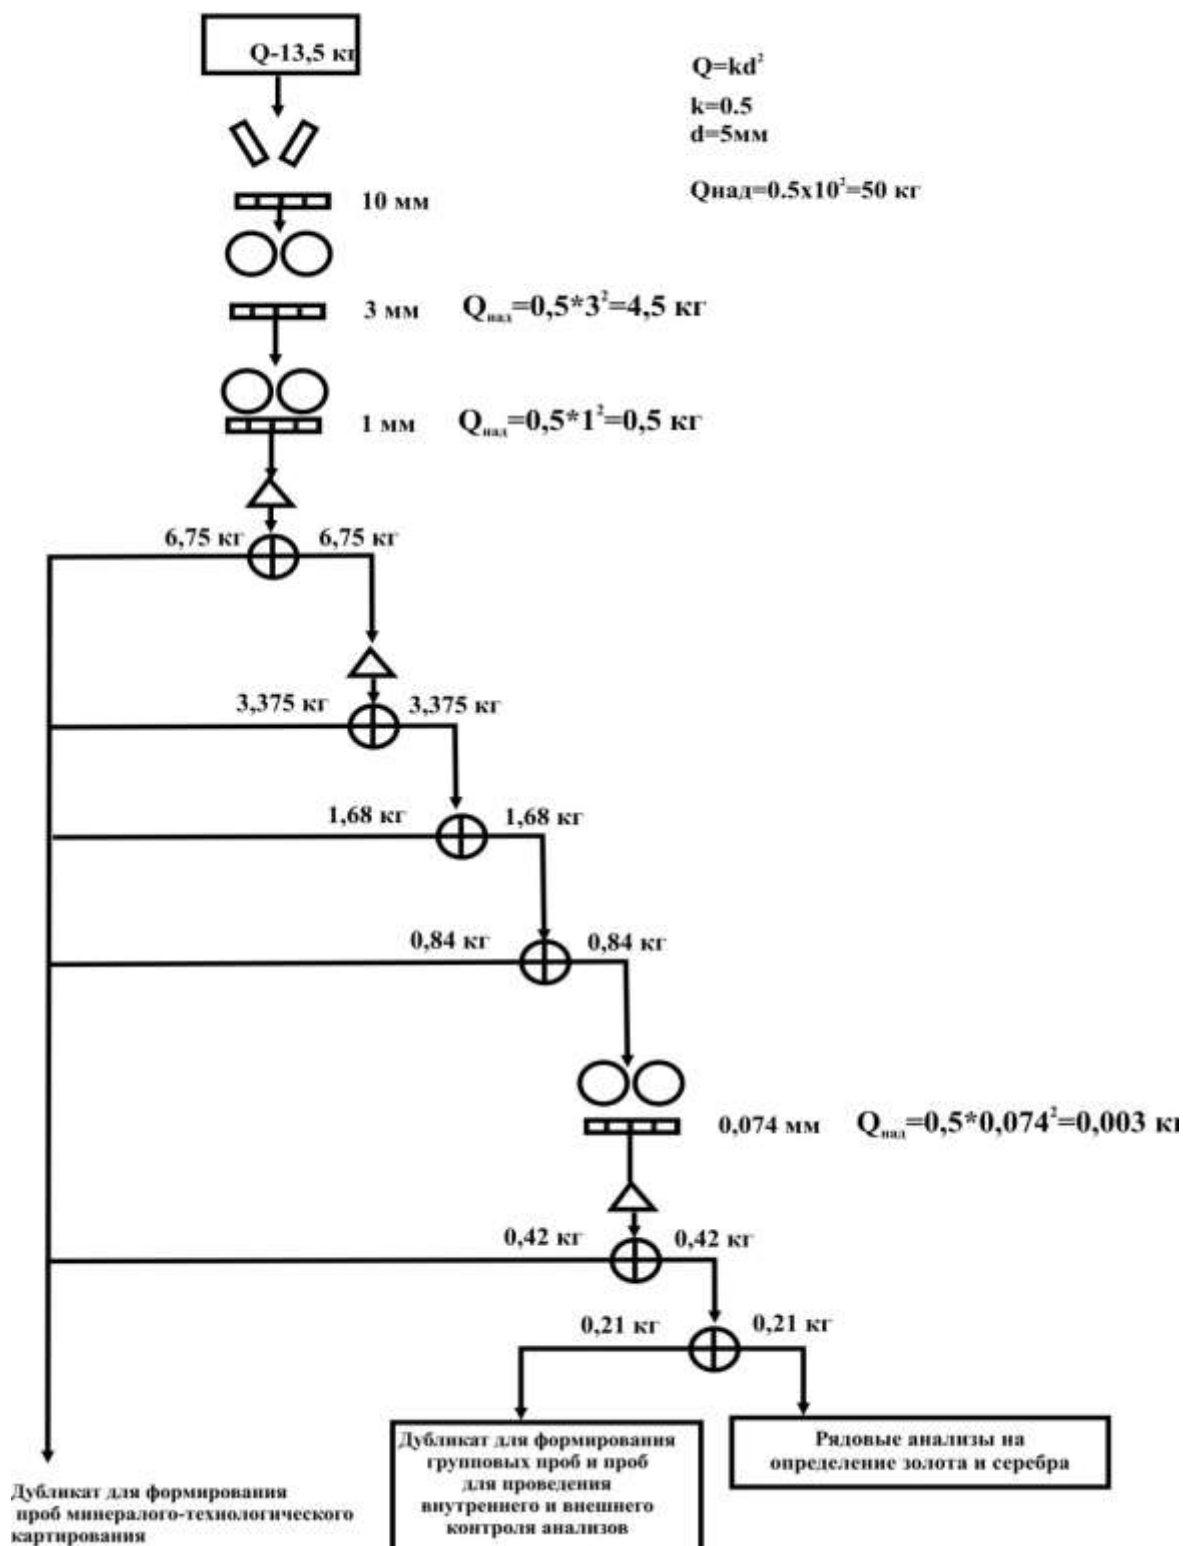 Q-13,5 кг
Q=kd²
k=0.5
d=5мм
Qнад=0.5x10²=50 кг
10 мм
3 мм Qнад=0,5*3²=4,5 кг
1 мм Qнад=0,5*1²=0,5 кг
6,75 кг 6,75 кг
3,375 кг 3,375 кг
1,68 кг 1,68 кг
0,84 кг 0,84 кг
0,074 мм Qнад=0,5*0,074²=0,003 кг
0,42 кг 0,42 кг
0,21 кг 0,21 кг
Дубликат для формирования
групповых проб и проб
для проведения
внутреннего и внешнего
контроля анализов
Рядовые анализы на
определение золота и серебра
Дубликат для формирования
проб минералого-технологического
картирования